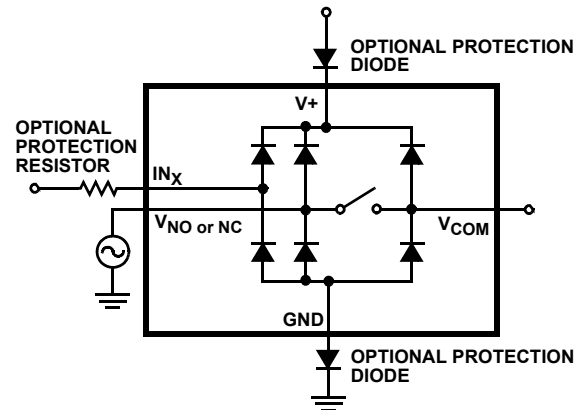 OPTIONAL PROTECTION
DIODE
V+
OPTIONAL
PROTECTION
RESISTOR
INX
VNO or NC
VCOM
GND
OPTIONAL PROTECTION
DIODE